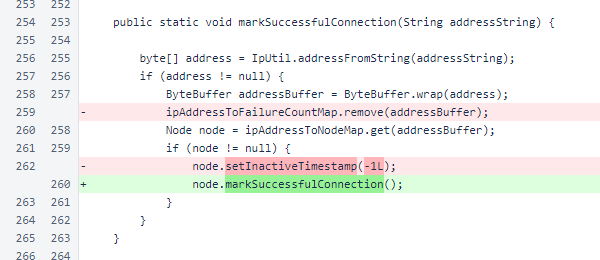 253 252
254 253 public static void markSuccessfulConnection(String addressString) {
255 254
256 255 byte[] address = IpUtil.addressFromString(addressString);
257 256 if (address != null) {
258 257 ByteBuffer addressBuffer = ByteBuffer.wrap(address);
259 - ipAddressToFailureCountMap.remove(addressBuffer);
260 258 Node node = ipAddressToNodeMap.get(addressBuffer);
261 259 if (node != null) {
262 - node.setInactiveTimestamp(-1L);
260 + node.markSuccessfulConnection();
263 261 }
264 262 }
265 263 }
266 264